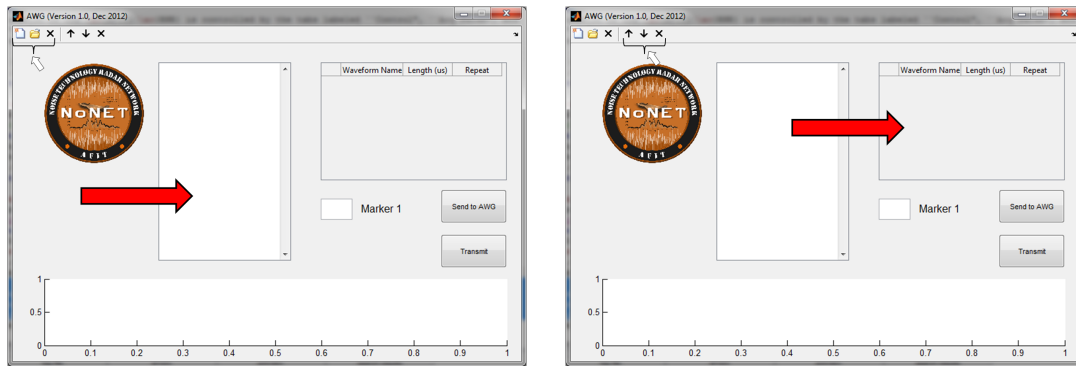 AWG (Version 1.0, Dec 2012)
NOISE TECHNOLOGY RADAR NETWORK
NoNET
AFIT
Waveform Name Length (us) Repeat
Marker 1
Send to AWG
Transmit
1
0.5
0
0 0.1 0.2 0.3 0.4 0.5 0.6 0.7 0.8 0.9 1
AWG (Version 1.0, Dec 2012)
NOISE TECHNOLOGY RADAR NETWORK
NoNET
AFIT
Waveform Name Length (us) Repeat
Marker 1
Send to AWG
Transmit
1
0.5
0
0 0.1 0.2 0.3 0.4 0.5 0.6 0.7 0.8 0.9 1